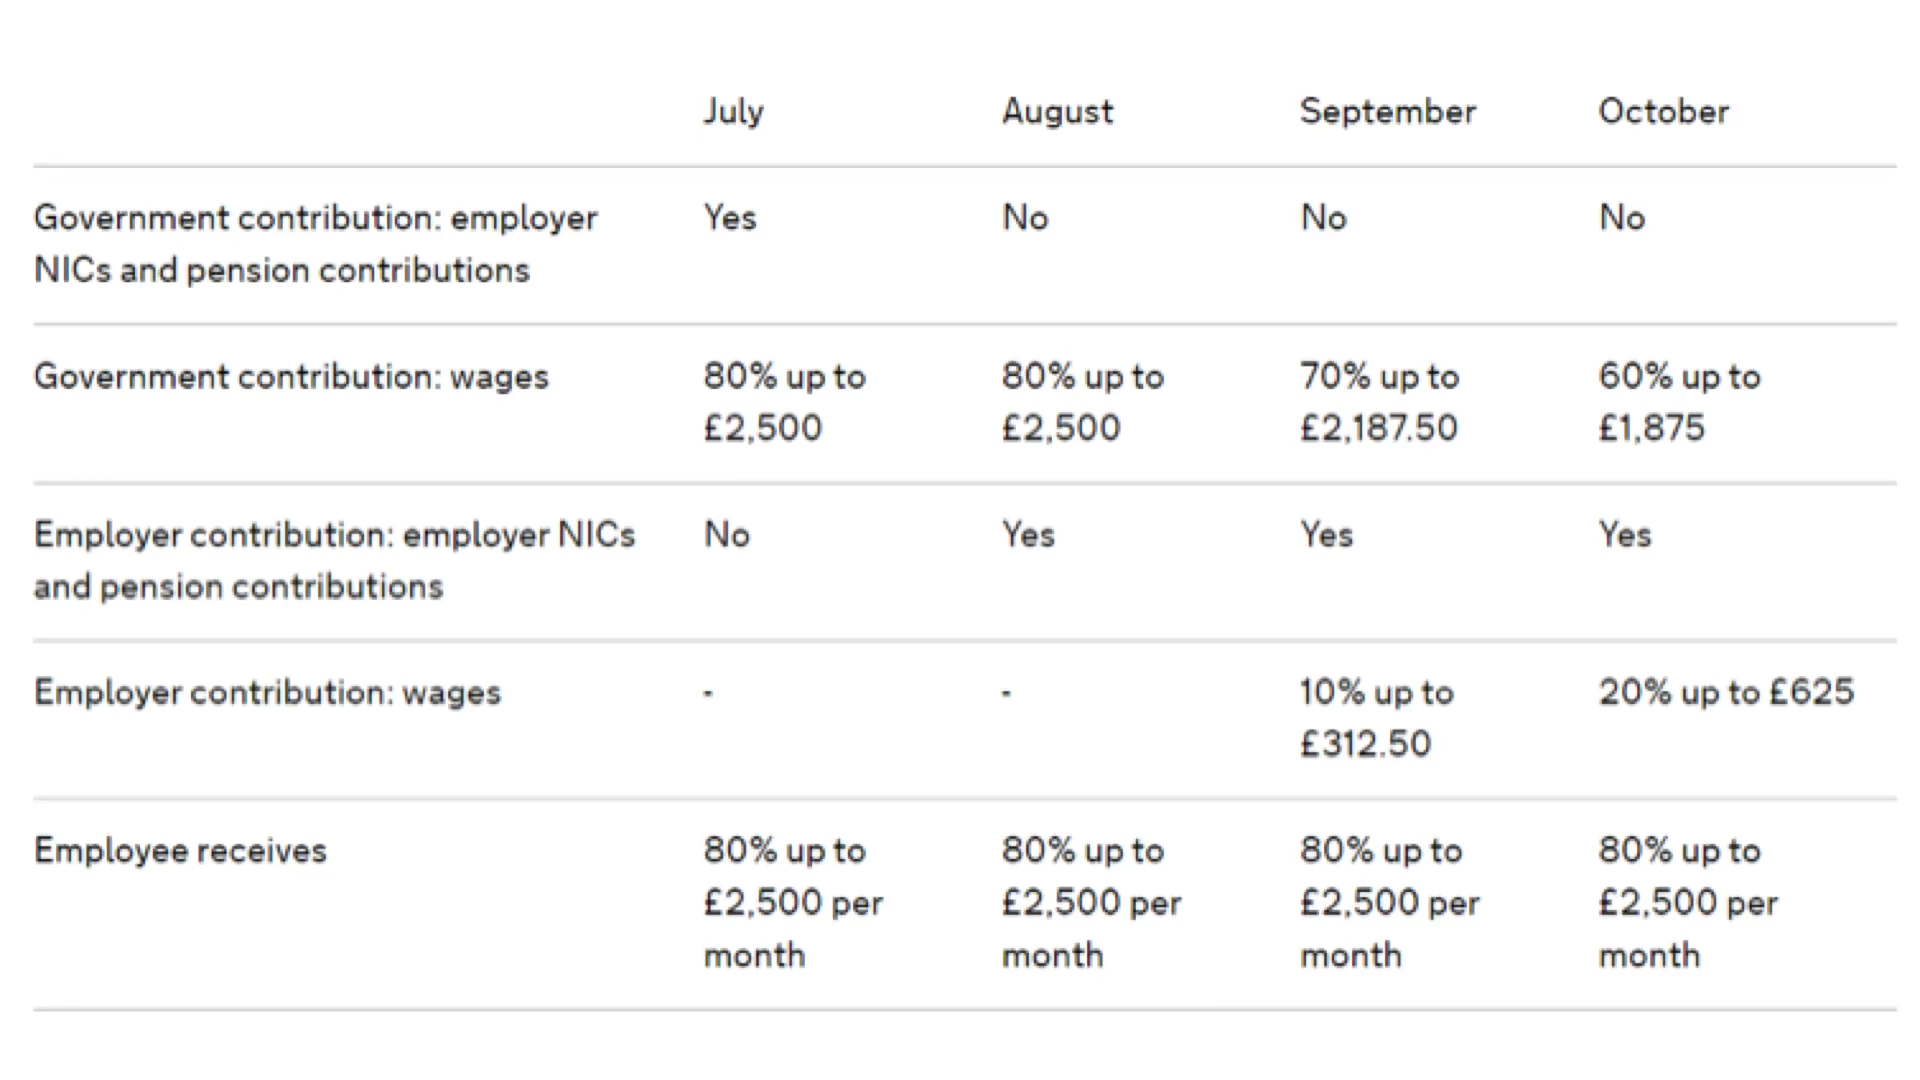 July August September October
Government contribution: employer Yes No No No
NICs and pension contributions
Government contribution: wages 80% up to 80% up to 70% up to 60% up to
£2,500 £2,500 £2,187.50 £1,875
Employer contribution: employer NICs No Yes Yes Yes
and pension contributions
Employer contribution: wages - - 10% up to 20% up to £625
£312.50
Employee receives 80% up to 80% up to 80% up to 80% up to
£2,500 per £2,500 per £2,500 per £2,500 per
month month month month